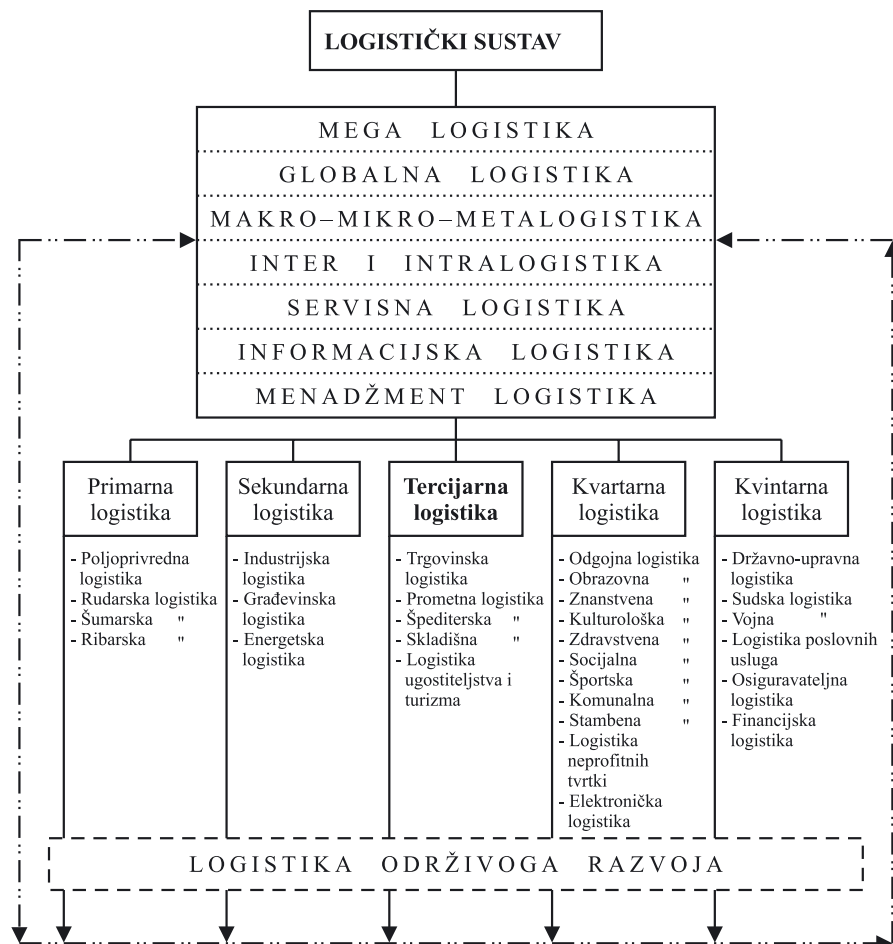 LOGISTIČKI SUSTAV
MEGA LOGISTIKA
GLOBALNA LOGISTIKA
MAKRO–MIKRO–METALOGISTIKA
INTER I INTRALOGISTIKA
SERVISNA LOGISTIKA
INFORMACIJSKA LOGISTIKA
MENADŽMENT LOGISTIKA
Primarna
logistika
- Poljoprivredna
logistika
- Rudarska logistika
- Šumarska "
- Ribarska "
Sekundarna
logistika
- Industrijska
logistika
- Građevinska
logistika
- Energetska
logistika
Tercijarna
logistika
- Trgovinska
logistika
- Prometna logistika
- Špediterska "
- Skladišna "
- Logistika
ugostiteljstva i
turizma
Kvartarna
logistika
- Odgojna logistika
- Obrazovna "
- Znanstvena "
- Kulturološka "
- Zdravstvena "
- Socijalna "
- Športska "
- Komunalna "
- Stambena "
- Logistika
neprofitnih
tvrtki
- Elektronička
logistika
Kvintarna
logistika
- Državno-upravna
logistika
- Sudska logistika
- Vojna "
- Logistika poslovnih
usluga
- Osiguravateljna
logistika
- Financijska
logistika
LOGISTIKA ODRŽIVOGA RAZVOJA